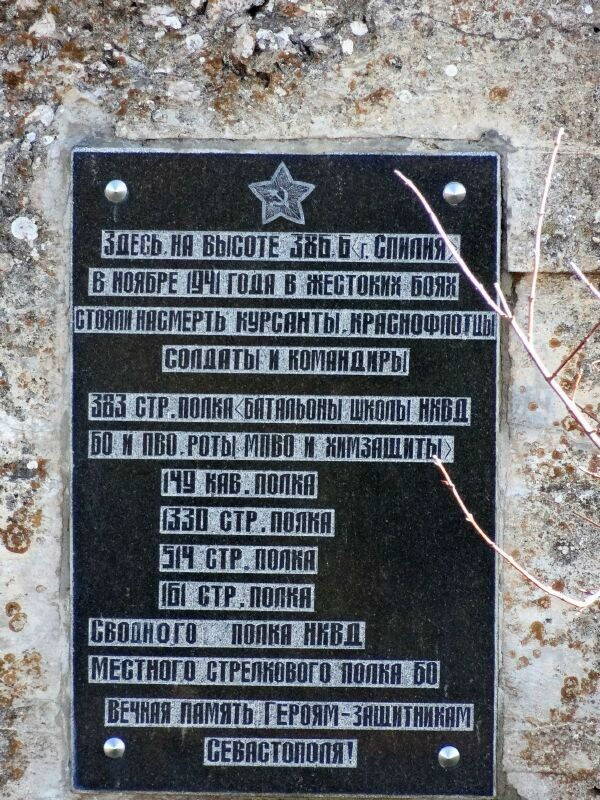 Здесь на высоте 386 6 <г. Спилия>
в ноябре 1941 года в жестоких боях
стояли насмерть курсанты, краснофлотцы
солдаты и командиры
383 стр. полка <батальоны школы НКВД
БО и ПВО. роты МПВО и химзащиты>
149 кав. полка
1330 стр. полка
514 стр. полка
161 стр. полка
Сводного полка НКВД
Местного стрелкового полка БО
Вечная память Героям-защитникам
Севастополя!